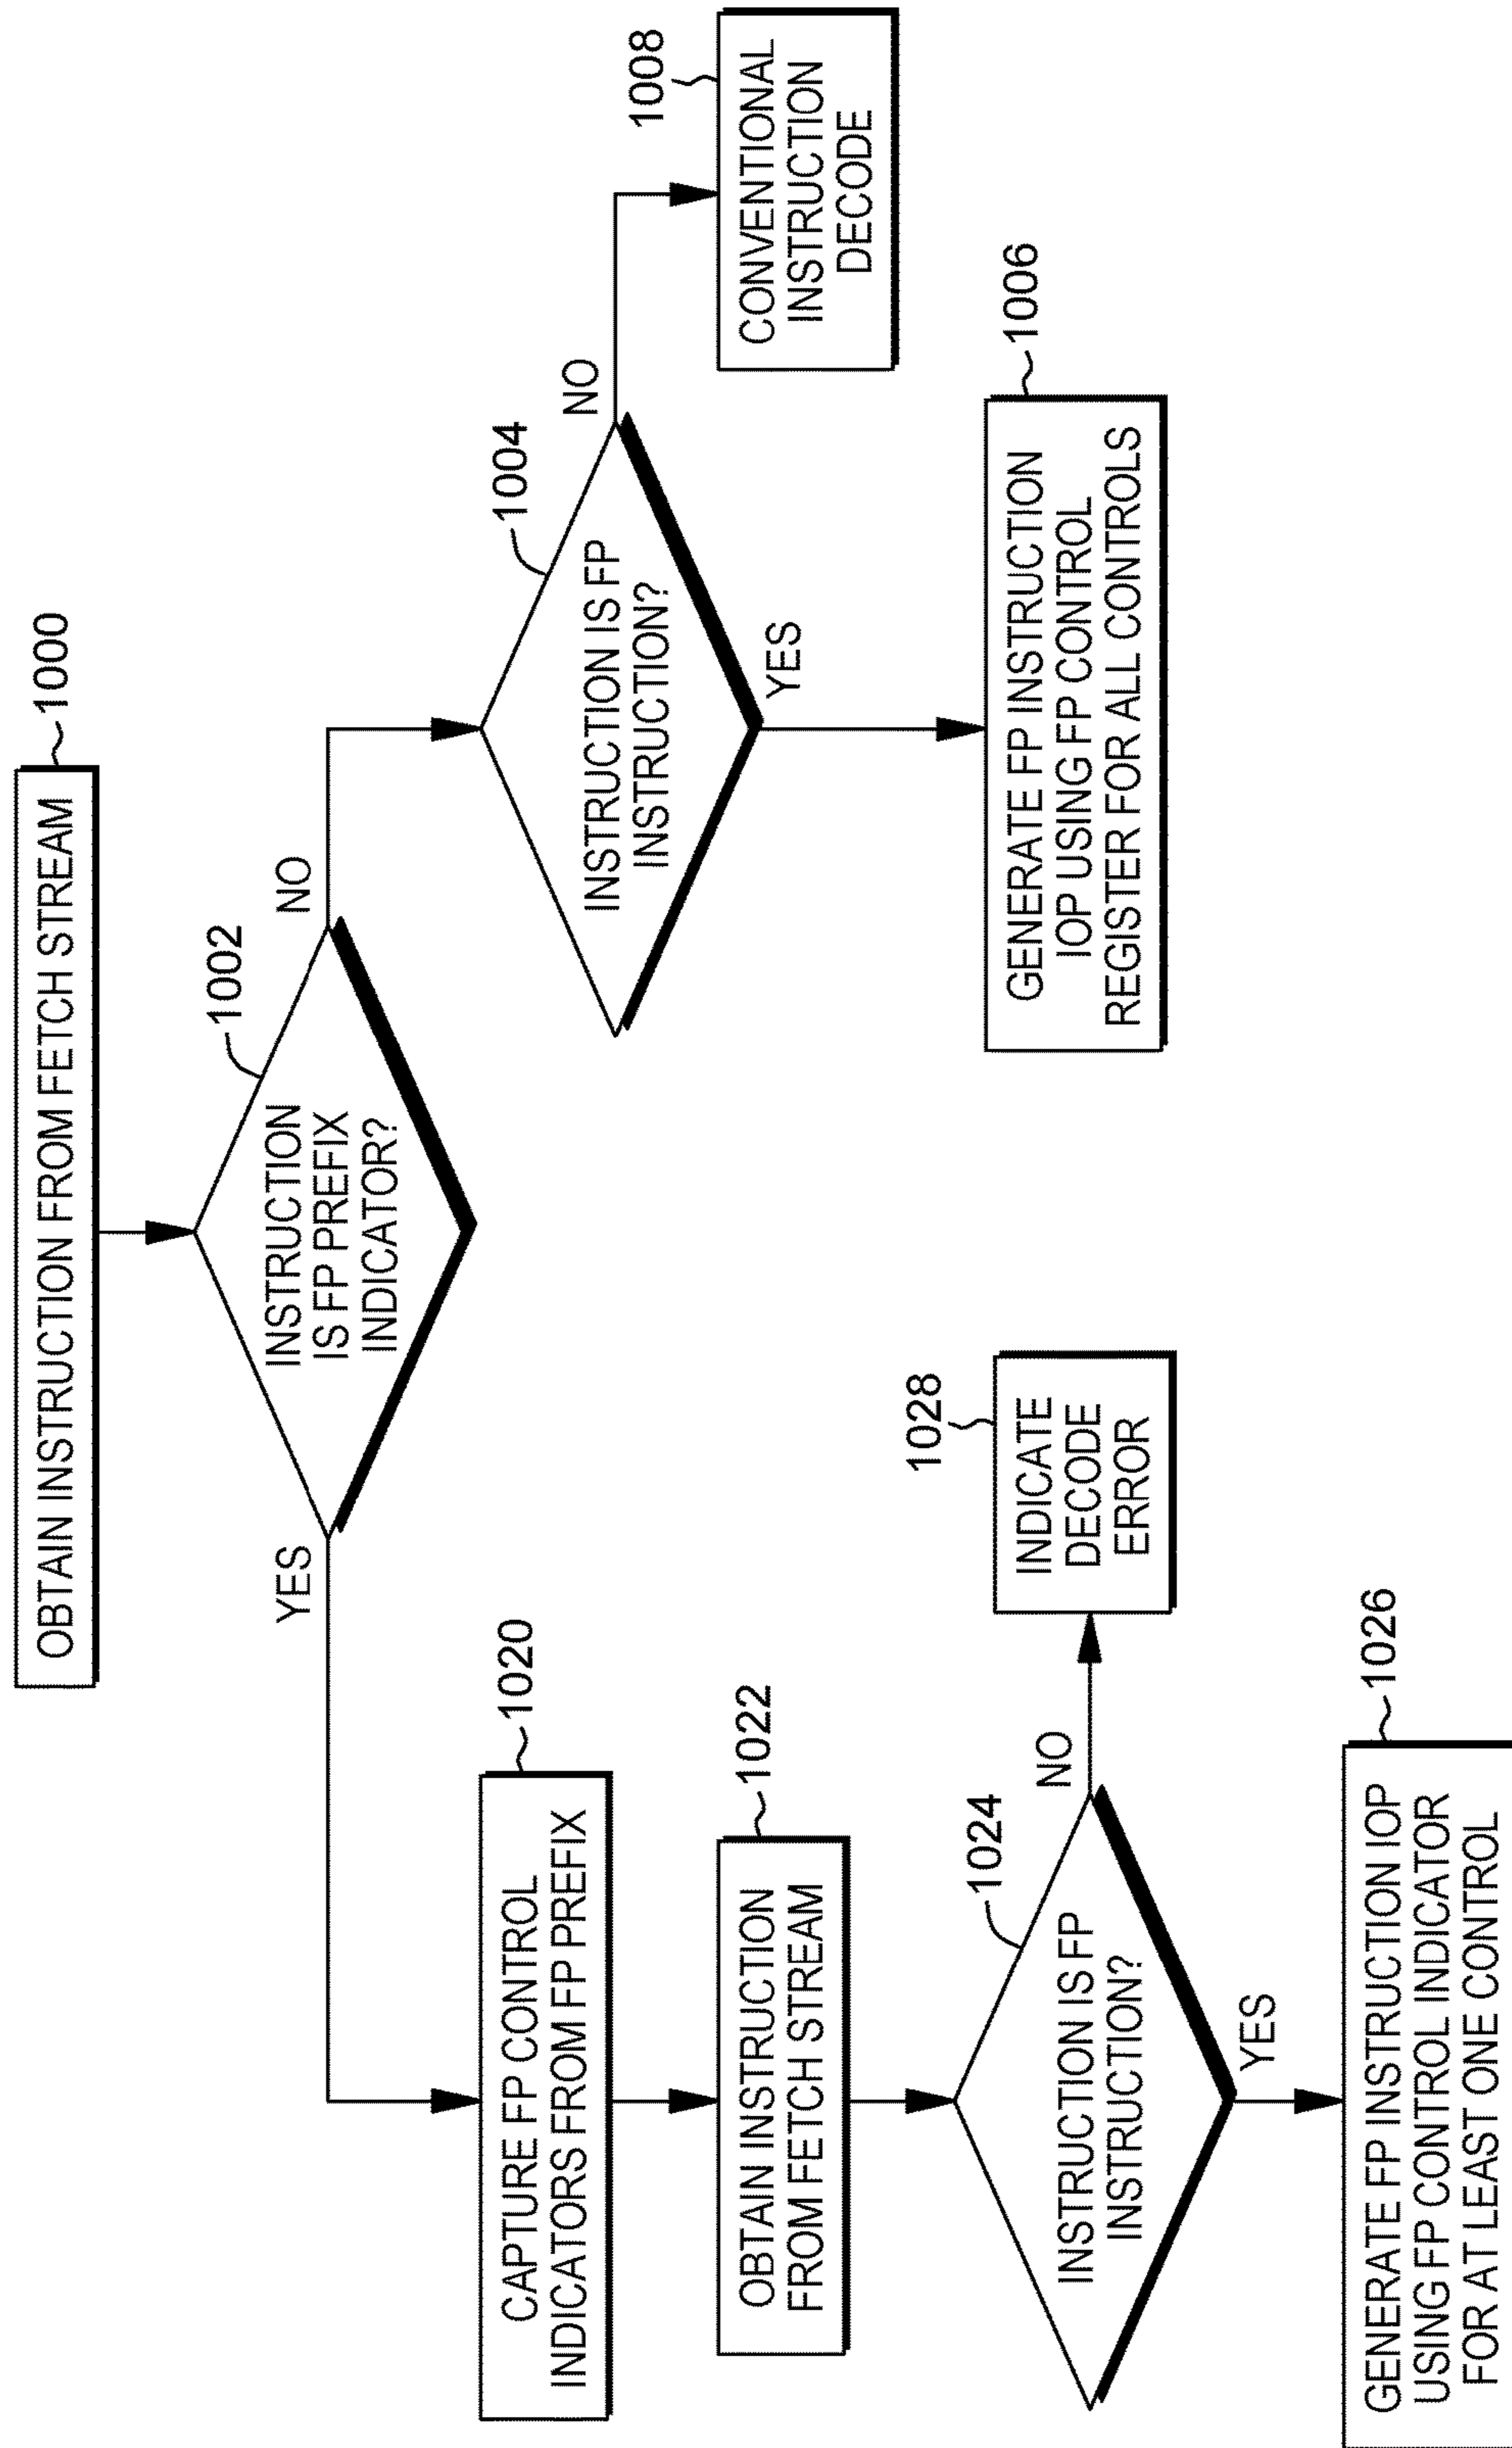 OBTAIN INSTRUCTION FROM FETCH STREAM
1000
INSTRUCTION
IS FP PREFIX
INDICATOR?
1002
YES
NO
CAPTURE FP CONTROL
INDICATORS FROM FP PREFIX
1020
OBTAIN INSTRUCTION
FROM FETCH STREAM
1022
INSTRUCTION IS FP
INSTRUCTION?
1024
NO
INDICATE
DECODE
ERROR
1028
YES
GENERATE FP INSTRUCTION IOP
USING FP CONTROL INDICATOR
FOR AT LEAST ONE CONTROL
1026
INSTRUCTION IS FP
INSTRUCTION?
1004
NO
CONVENTIONAL
INSTRUCTION
DECODE
1008
YES
GENERATE FP INSTRUCTION
IOP USING FP CONTROL
REGISTER FOR ALL CONTROLS
1006